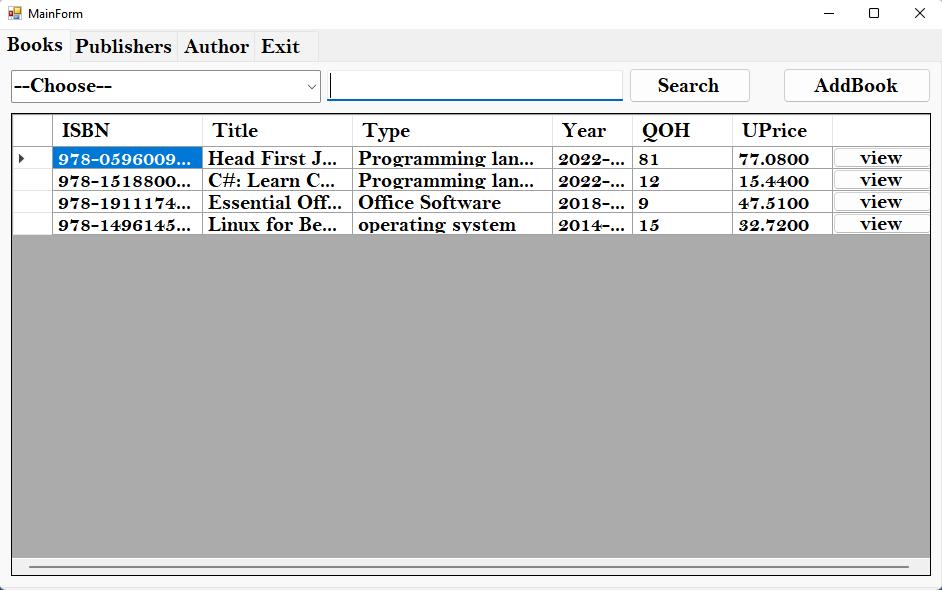 MainForm
Books Publishers Author Exit
--Choose-- Search AddBook
ISBN Title Type Year QOH UPrice
978-0596009... Head First J... Programming lan... 2022-... 81 77.0800 view
978-1518800... C#: Learn C... Programming lan... 2022-... 12 15.4400 view
978-1911174... Essential Off... Office Software 2018-... 9 47.5100 view
978-1496145... Linux for Be... operating system 2014-... 15 32.7200 view